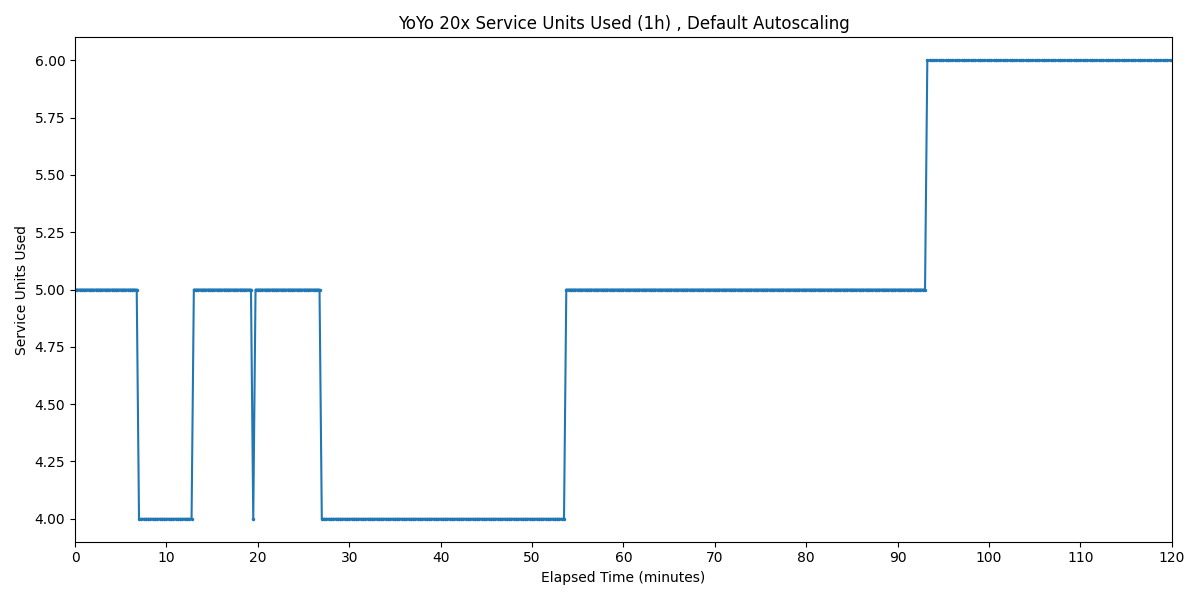 YoYo 20x Service Units Used (1h) , Default Autoscaling
Service Units Used
6.00
5.75
5.50
5.25
5.00
4.75
4.50
4.25
4.00
0 10 20 30 40 50 60 70 80 90 100 110 120
Elapsed Time (minutes)